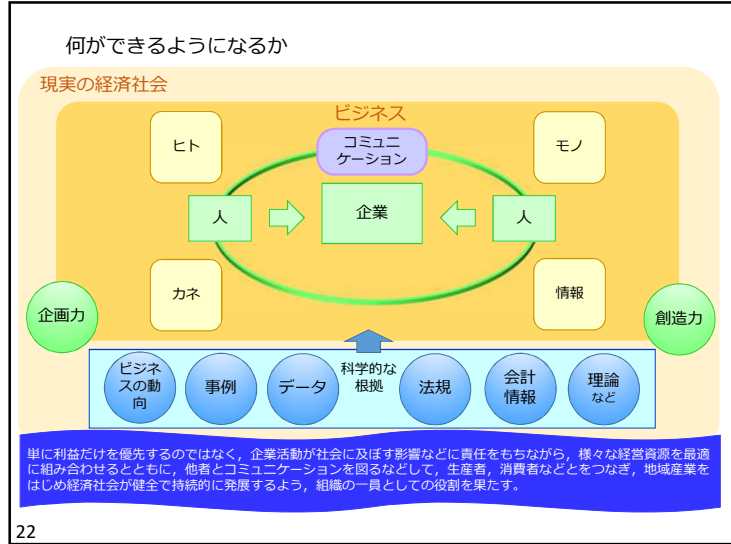 何ができるようになるか
現実の経済社会
ビジネス
コミュニ
ケーション
ヒト
モノ
人
企業
人
カネ
情報
企画力
創造力
ビジネ
スの動
向
事例
データ
科学的な
根拠
法規
会計
情報
理論
など
単に利益だけを優先するのではなく，企業活動が社会に及ぼす影響などに責任をもちながら，様々な経営資源を最適
に組み合わせるとともに，他者とコミュニケーションを図るなどして，生産者，消費者などとをつなぎ，地域産業を
はじめ経済社会が健全で持続的に発展するよう，組織の一員としての役割を果たす。
22